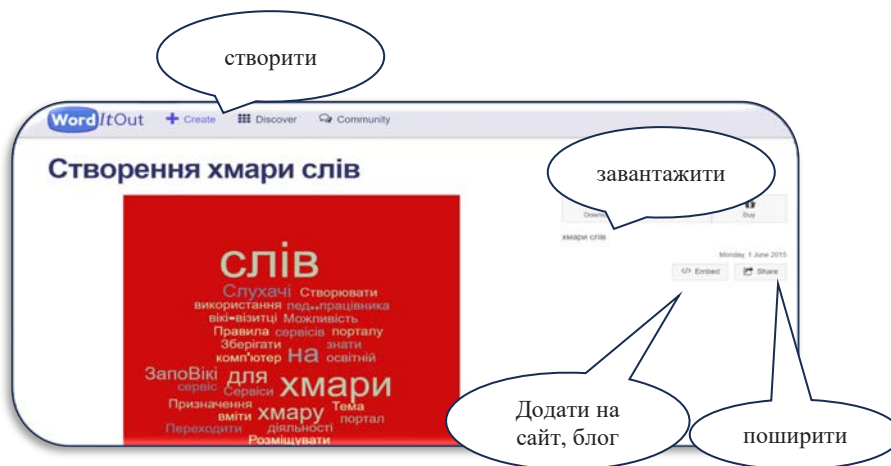 створити
WordItOut Create Discover Community
Створення хмари слів
завантажити
Buy
хмари слів
Monday, 1 June 2015
</> Embed Share
слів
Слухачі Створювати
використання пед..працівника
вікі-візитці Можливість
Правила сервісів порталу
Зберігати знати
комп'ютер на освітній
ЗапоВікі для хмари
сервіс Сервіси
Призначення вміти хмару Тема
портал
Переходити діяльності
Розміщувати
Додати на
сайт, блог
поширити